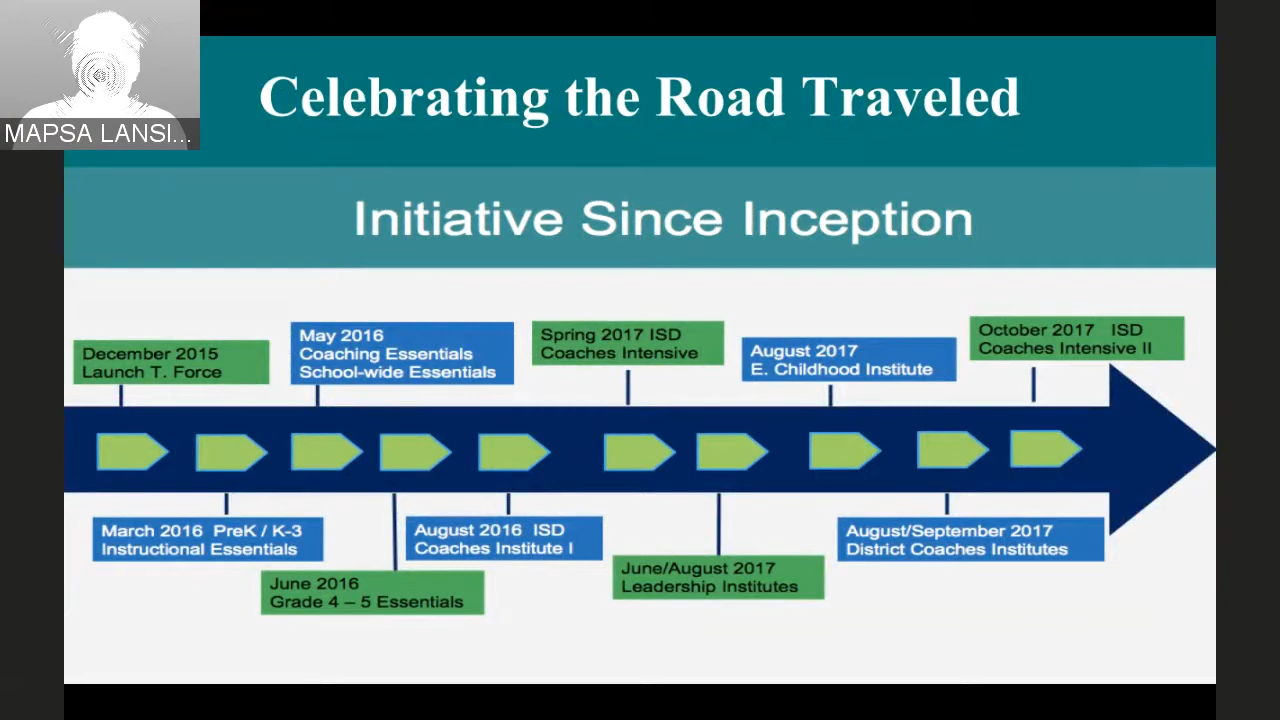 Celebrating the Road Traveled
MAPSA LANSI...
Initiative Since Inception
December 2015
Launch T. Force
May 2016
Coaching Essentials
School-wide Essentials
Spring 2017 ISD
Coaches Intensive
August 2017
E. Childhood Institute
October 2017 ISD
Coaches Intensive II
March 2016 PreK / K-3
Instructional Essentials
June 2016
Grade 4 – 5 Essentials
August 2016 ISD
Coaches Institute I
June/August 2017
Leadership Institutes
August/September 2017
District Coaches Institutes